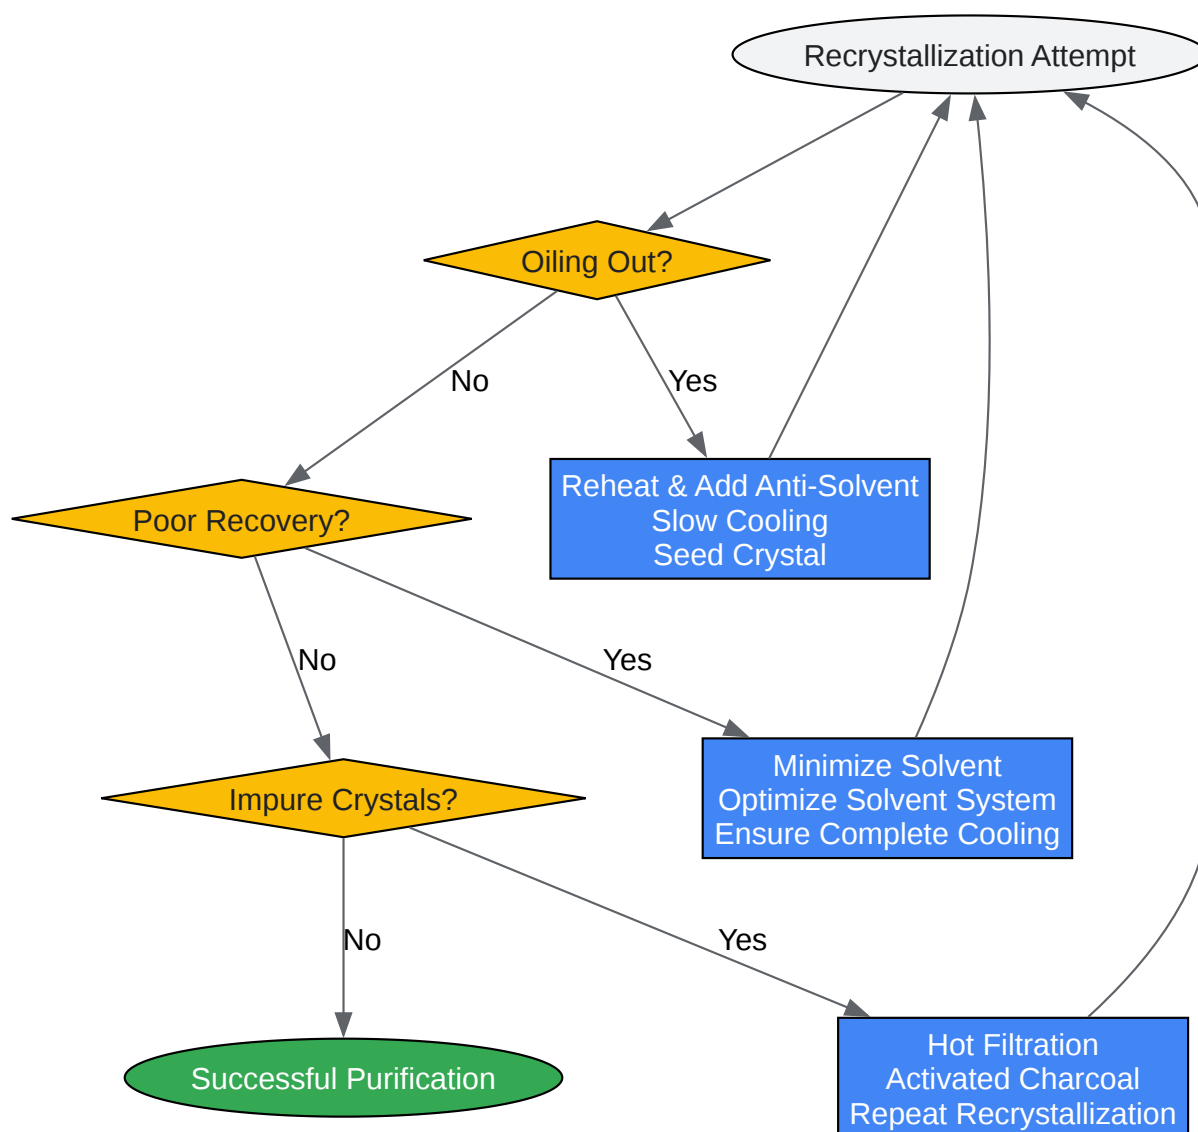 Recrystallization Attempt
Oiling Out?
No
Yes
Reheat & Add Anti-Solvent
Slow Cooling
Seed Crystal
Poor Recovery?
No
Yes
Minimize Solvent
Optimize Solvent System
Ensure Complete Cooling
Impure Crystals?
No
Yes
Hot Filtration
Activated Charcoal
Repeat Recrystallization
Successful Purification